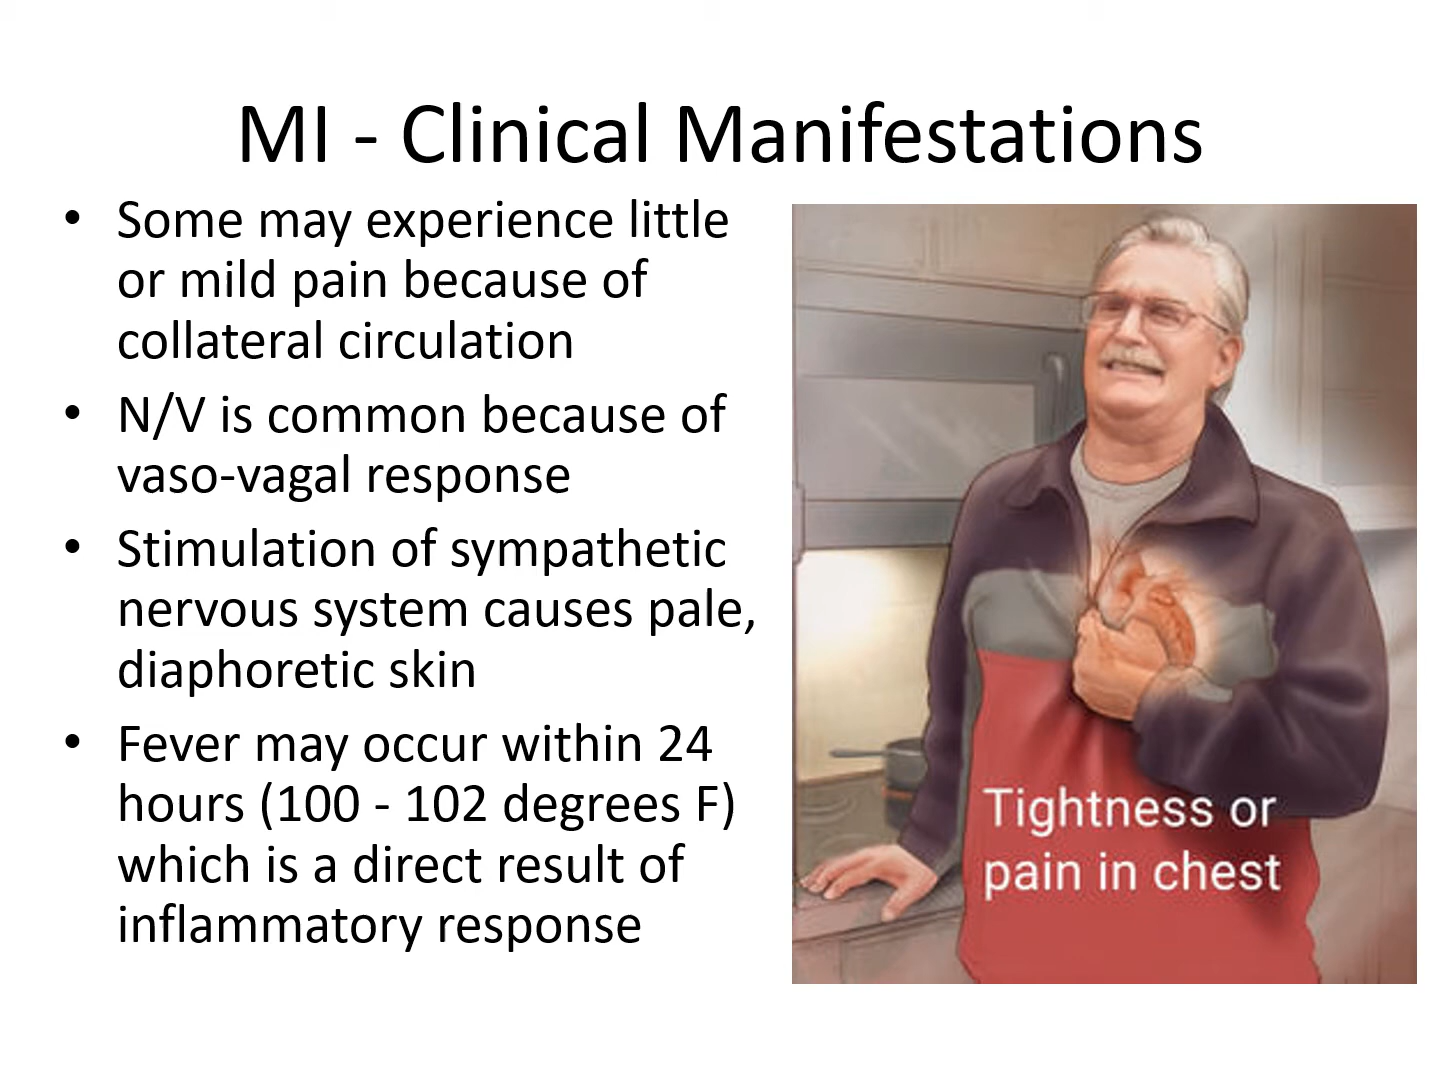 MI - Clinical Manifestations
• Some may experience little
or mild pain because of
collateral circulation
• N/V is common because of
vaso-vagal response
• Stimulation of sympathetic
nervous system causes pale,
diaphoretic skin
• Fever may occur within 24
hours (100 - 102 degrees F)
which is a direct result of
inflammatory response
Tightness or
pain in chest